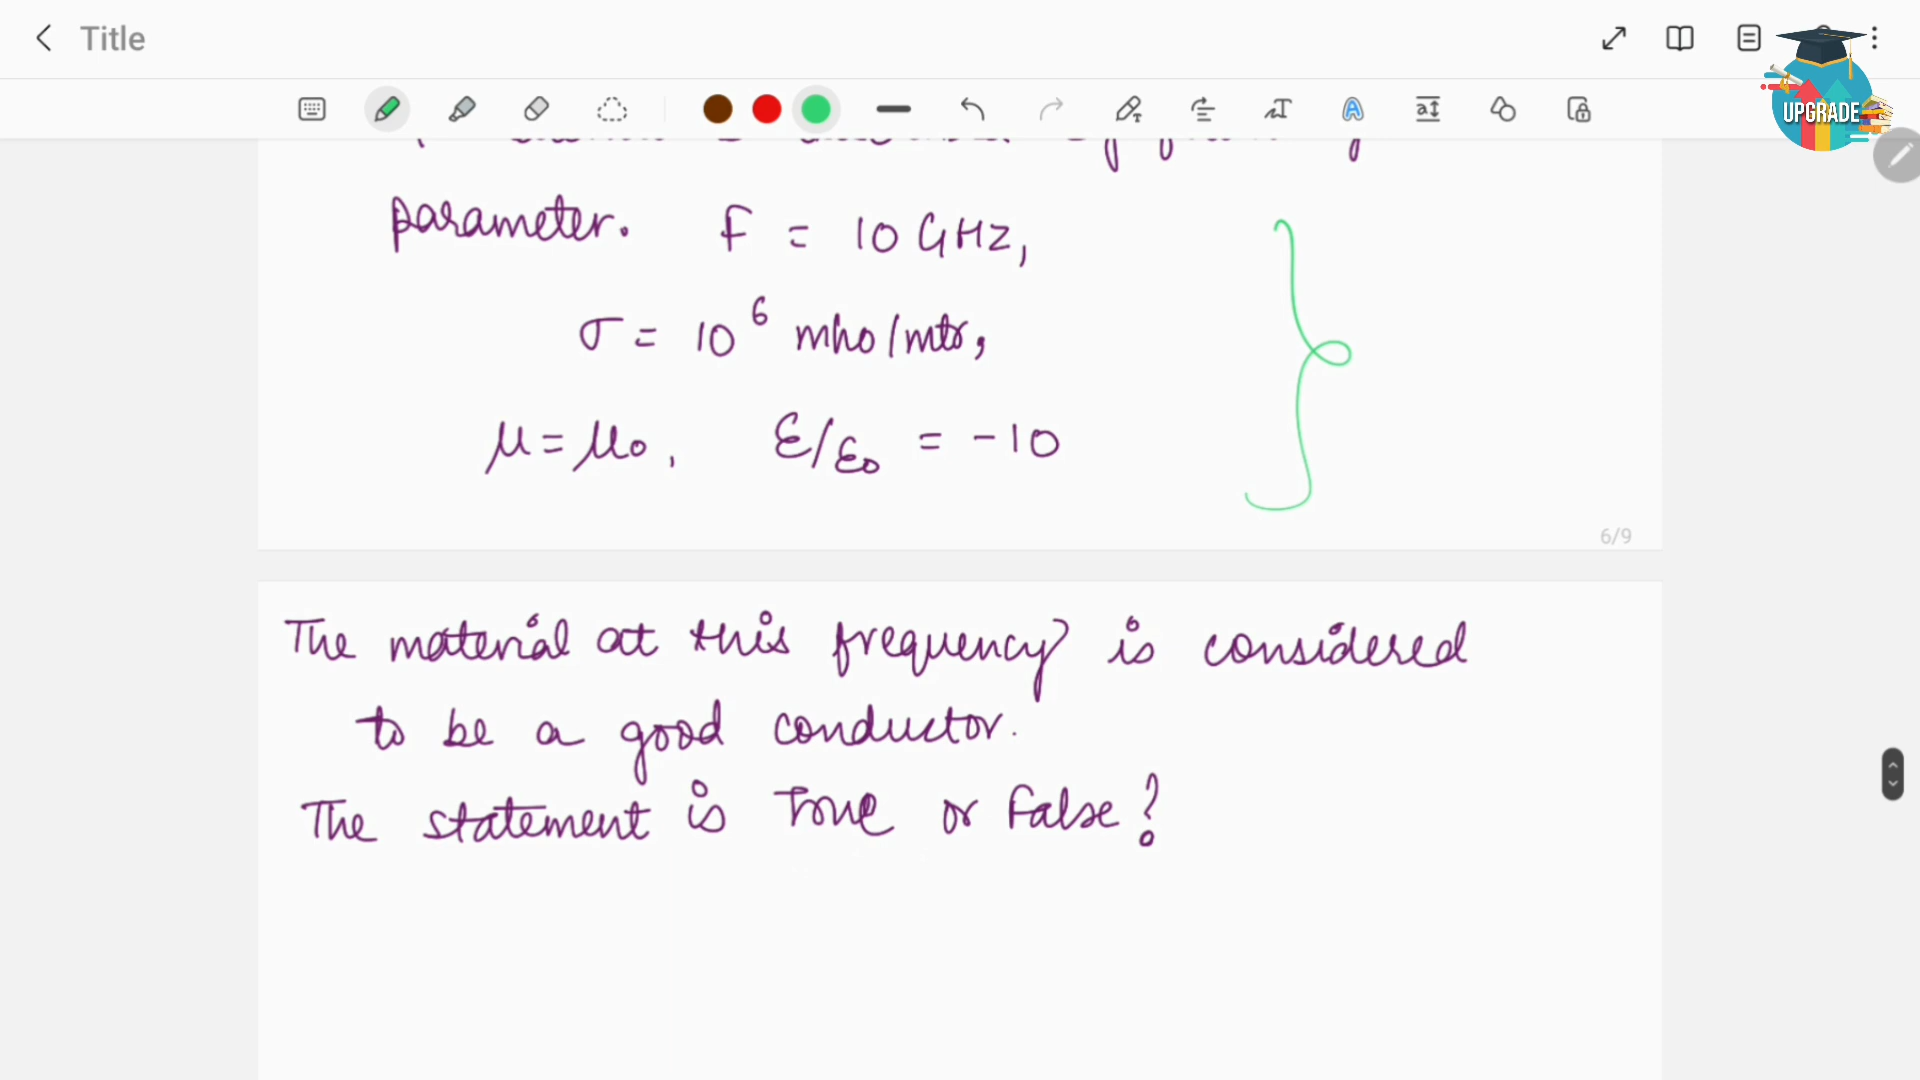 Title
UPGRADE
parameter. F = 10 GHz,
σ = 10⁶ mho/mtr,
μ = μ₀, ε/ε₀ = -10
6/9
The material at this frequency is considered
to be a good conductor.
The statement is True or False?